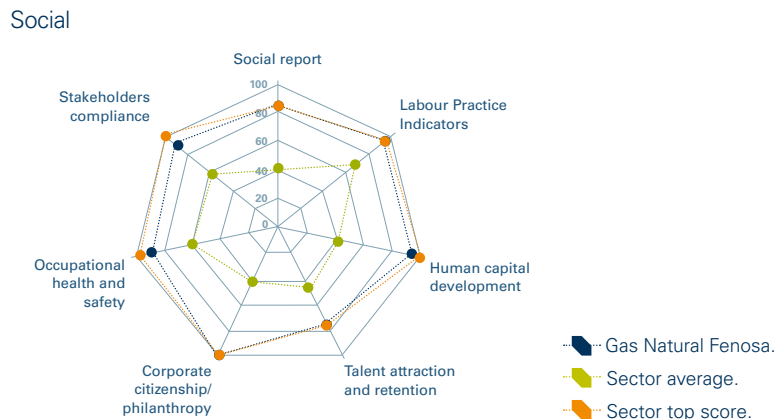 Social
Social report
100
80
60
40
20
0
Stakeholders
compliance
Labour Practice
Indicators
Occupational
health and
safety
Human capital
development
Corporate
citizenship/
philanthropy
Talent attraction
and retention
Gas Natural Fenosa.
Sector average.
Sector top score.